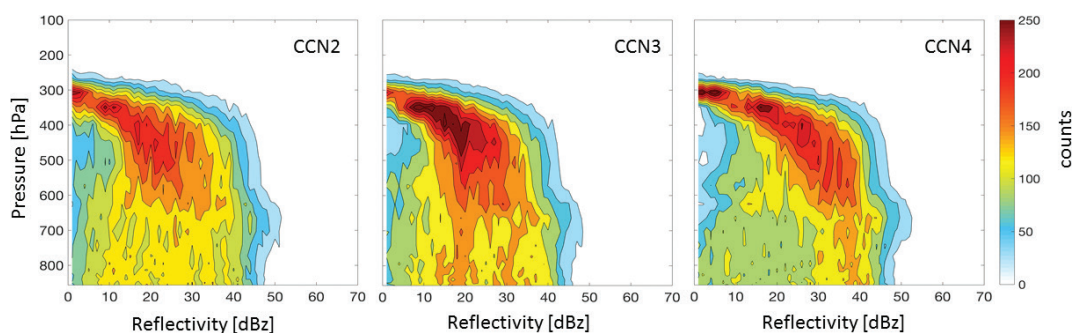 CCN2
CCN3
CCN4
Pressure [hPa]
100
200
300
400
500
600
700
800
0 10 20 30 40 50 60 70
0 10 20 30 40 50 60 70
0 10 20 30 40 50 60 70
Reflectivity [dBz]
Reflectivity [dBz]
Reflectivity [dBz]
250
200
150
100
50
0
counts